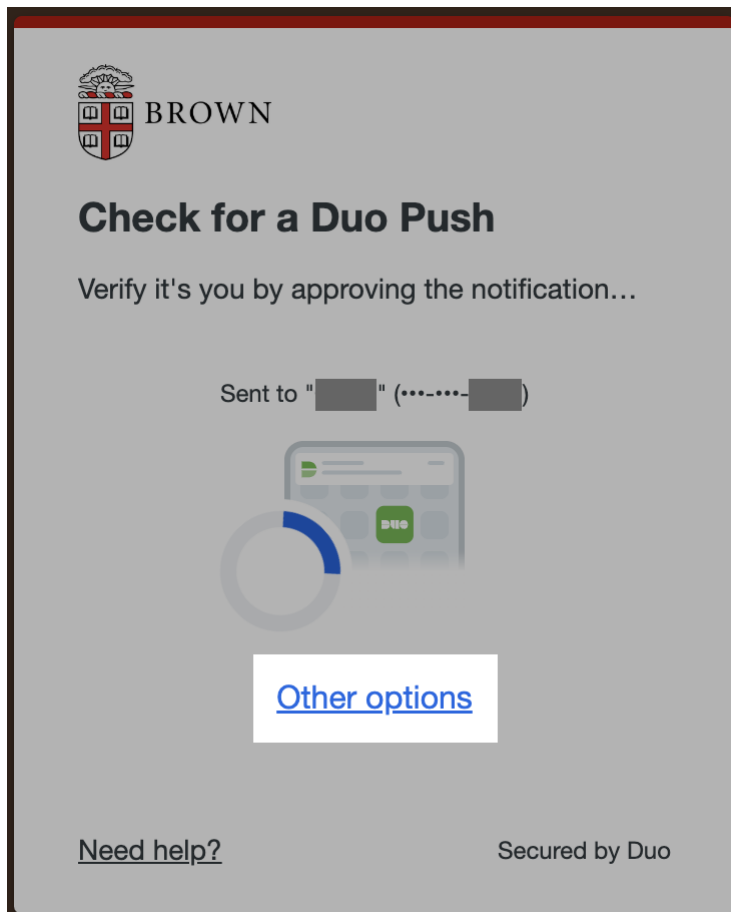 BROWN
Check for a Duo Push
Verify it's you by approving the notification...
Sent to "" (•••-•••-)
DUO
Other options
Need help? Secured by Duo